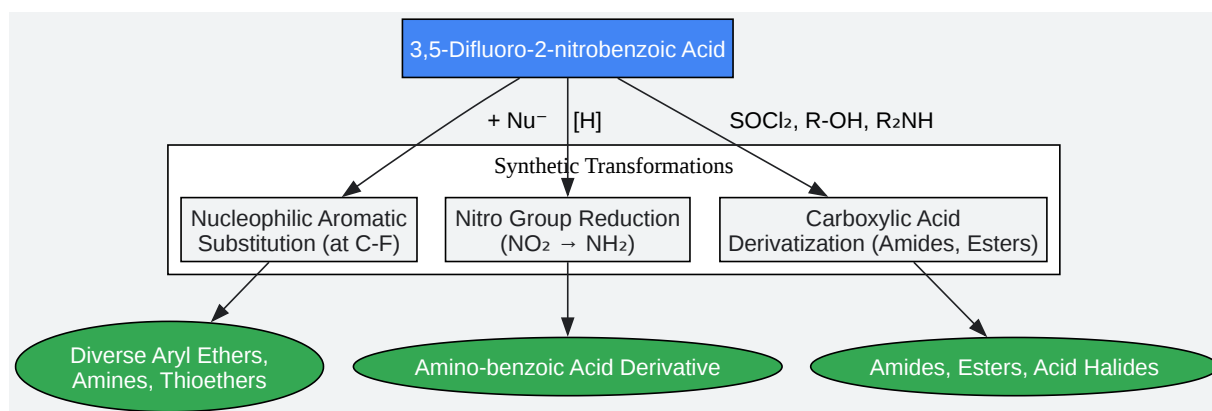 3,5-Difluoro-2-nitrobenzoic Acid
+ Nu⁻
[H]
SOCl₂, R-OH, R₂NH
Synthetic Transformations
Nucleophilic Aromatic
Substitution (at C-F)
Nitro Group Reduction
(NO₂ → NH₂)
Carboxylic Acid
Derivatization (Amides, Esters)
Diverse Aryl Ethers,
Amines, Thioethers
Amino-benzoic Acid Derivative
Amides, Esters, Acid Halides